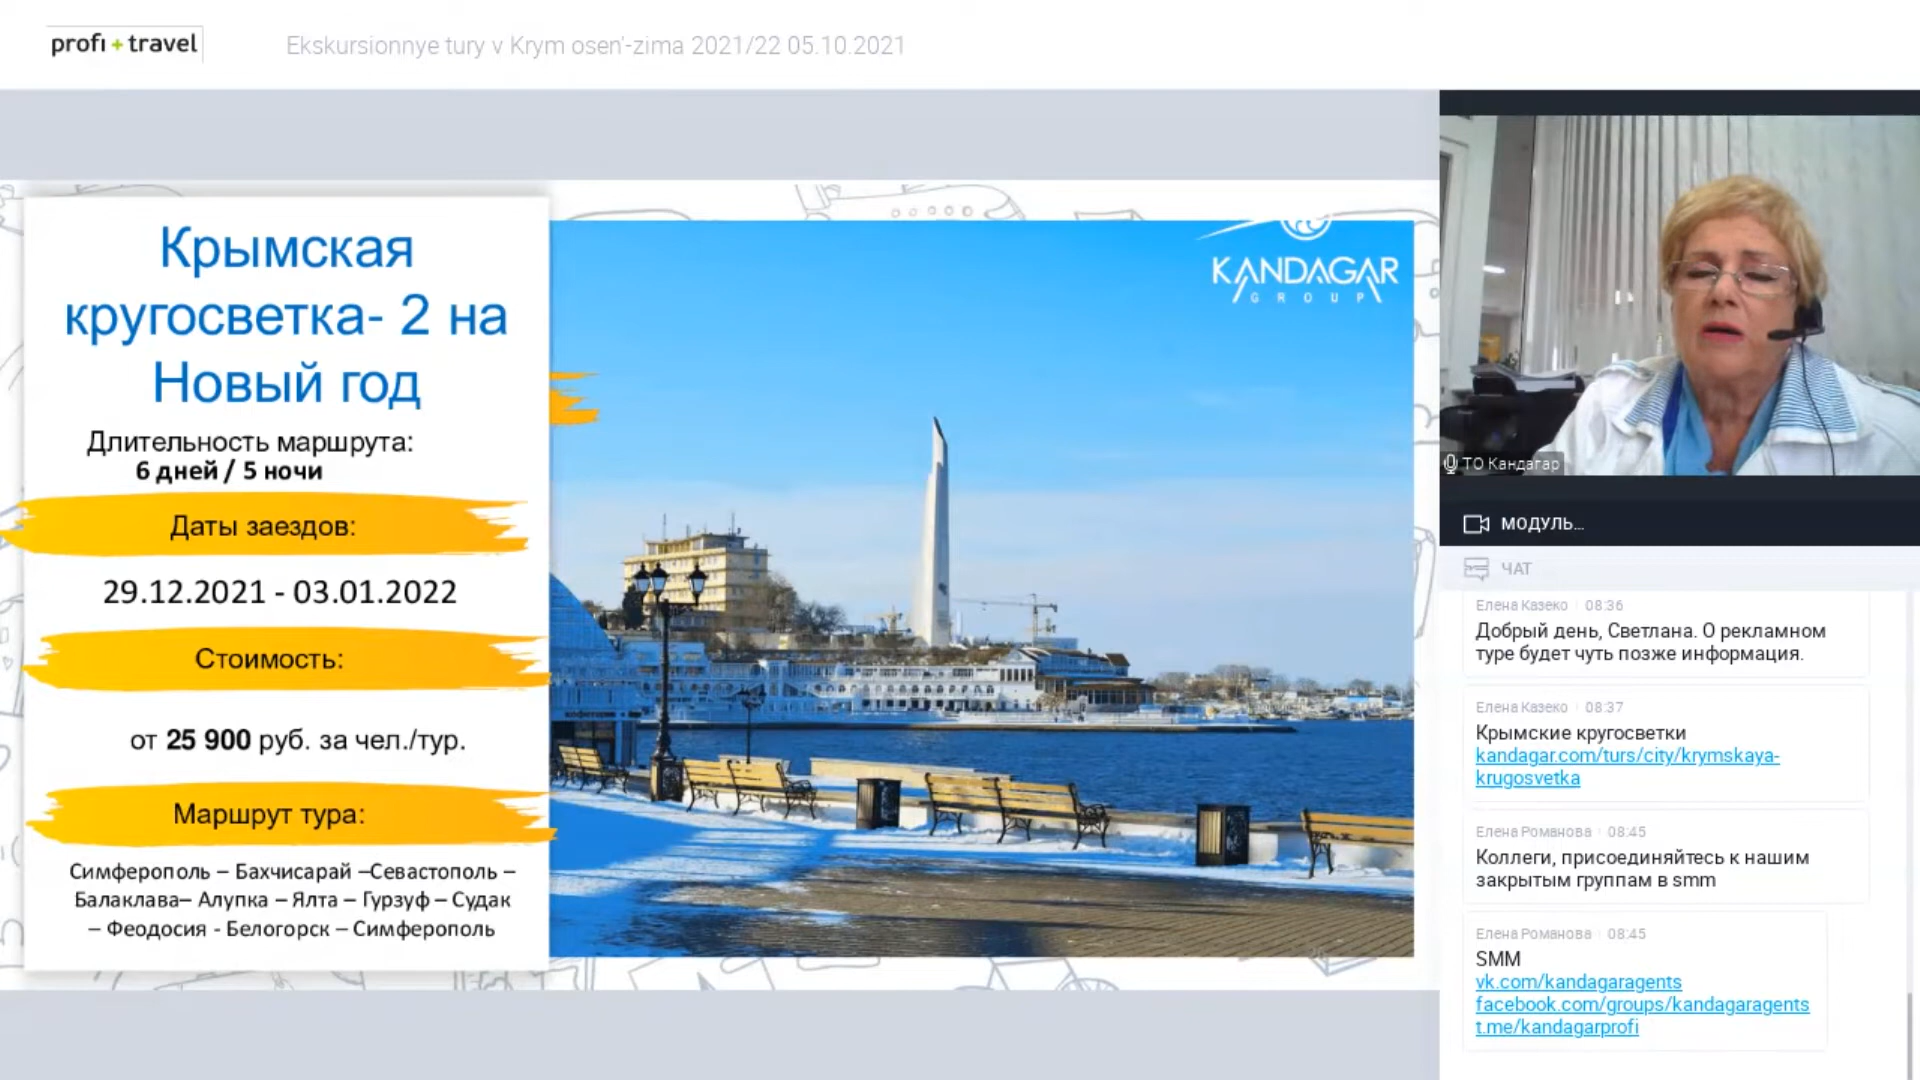 profi + travel
Ekskursionnye tury v Krym osen'-zima 2021/22 05.10.2021
Крымская
кругосветка- 2 на
Новый год
Длительность маршрута:
6 дней / 5 ночи
Даты заездов:
29.12.2021 - 03.01.2022
Стоимость:
от 25 900 руб. за чел./тур.
Маршрут тура:
Симферополь – Бахчисарай –Севастополь –
Балаклава– Алупка – Ялта – Гурзуф – Судак
– Феодосия - Белогорск – Симферополь
KANDAGAR
GROUP
ТО Кандагар
МОДУЛЬ...
ЧАТ
Елена Казеко 08:36
Добрый день, Светлана. О рекламном
туре будет чуть позже информация.
Елена Казеко 08:37
Крымские кругосветки
kandagar.com/turs/city/krymskaya-
krugosvetka
Елена Романова 08:45
Коллеги, присоединяйтесь к нашим
закрытым группам в smm
Елена Романова 08:45
SMM
vk.com/kandagaragents
facebook.com/groups/kandagaragents
t.me/kandagarprofi